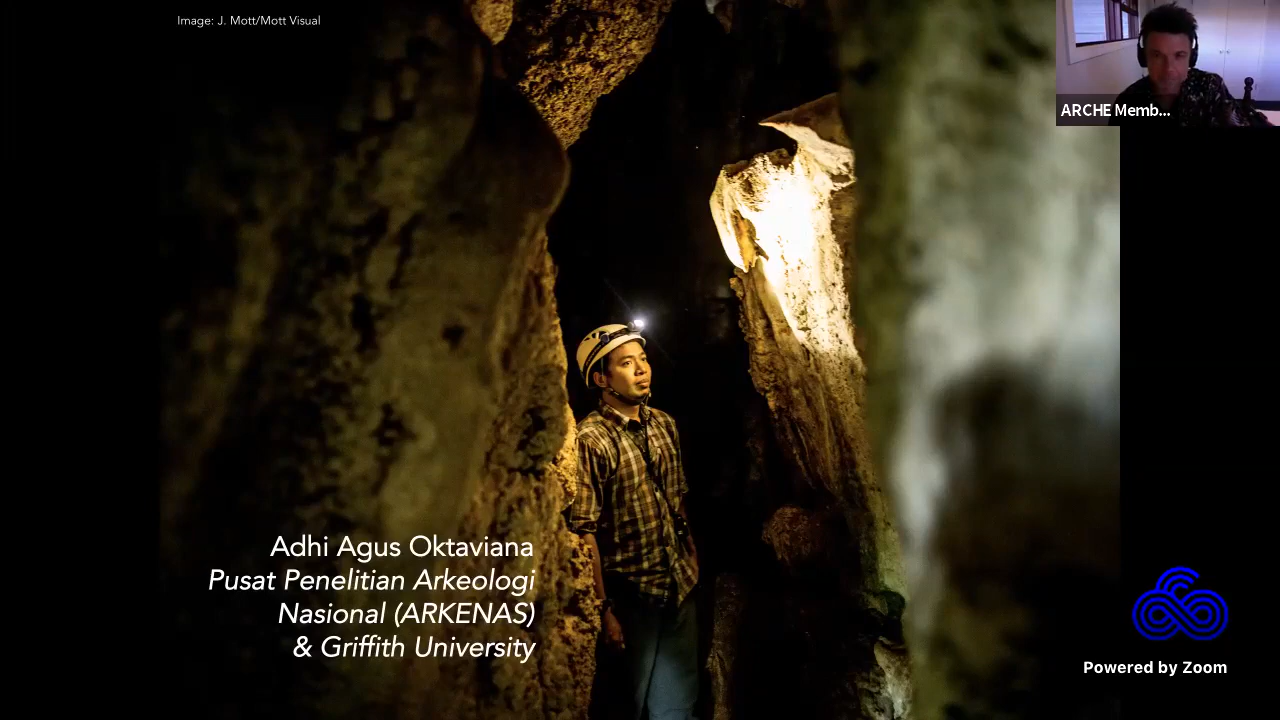 Image: J. Mott/Mott Visual
ARCHE Memb...
Adhi Agus Oktaviana
Pusat Penelitian Arkeologi
Nasional (ARKENAS)
& Griffith University
Powered by Zoom